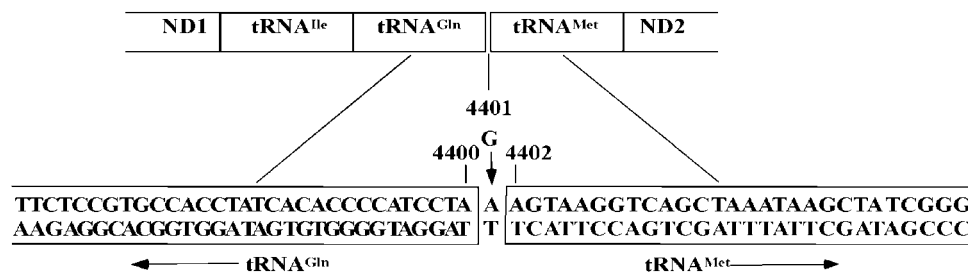 ND1 tRNAIle tRNAGln tRNAMet ND2
4401
G
4400 4402
TTCTCCGTGCCACCTATCACACCCCATCCTA A AGTAAGGTCAGCTAAATAAGCTATCGGG
AAGAGGCACGGTGGATAGTGTGGGGTAGGAT T TCATTCCAGTCGATTTATTCGATAGCCC
tRNAGln tRNAMet